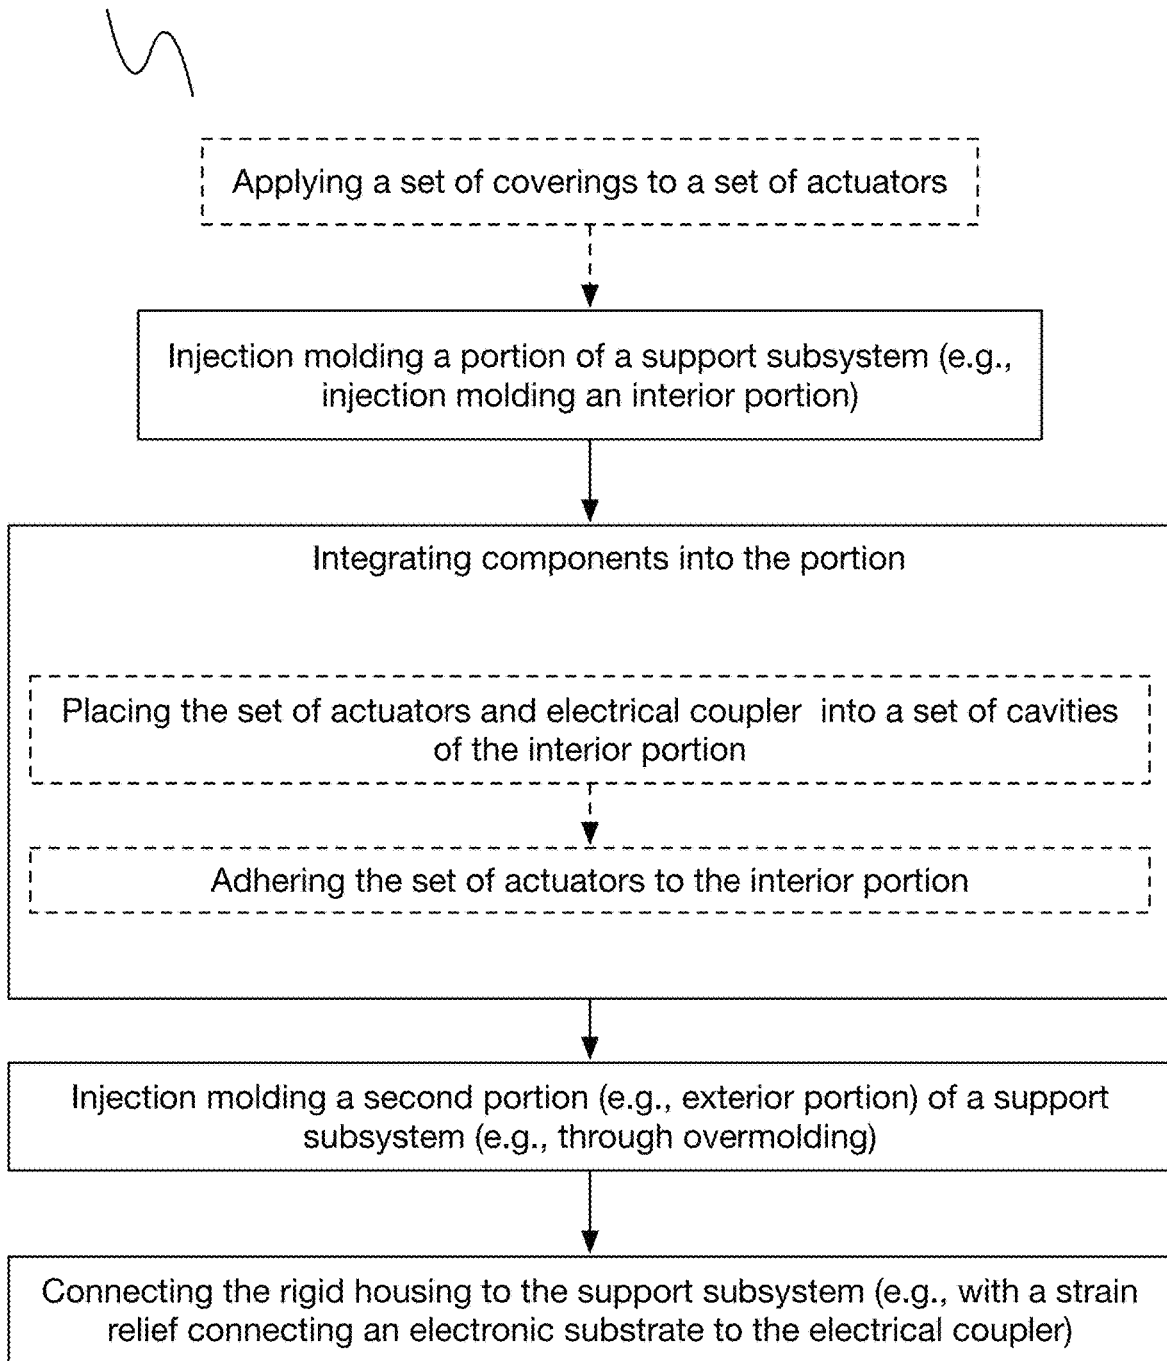 Applying a set of coverings to a set of actuators
Injection molding a portion of a support subsystem (e.g.,
injection molding an interior portion)
Integrating components into the portion
Placing the set of actuators and electrical coupler into a set of cavities
of the interior portion
Adhering the set of actuators to the interior portion
Injection molding a second portion (e.g., exterior portion) of a support
subsystem (e.g., through overmolding)
Connecting the rigid housing to the support subsystem (e.g., with a strain
relief connecting an electronic substrate to the electrical coupler)